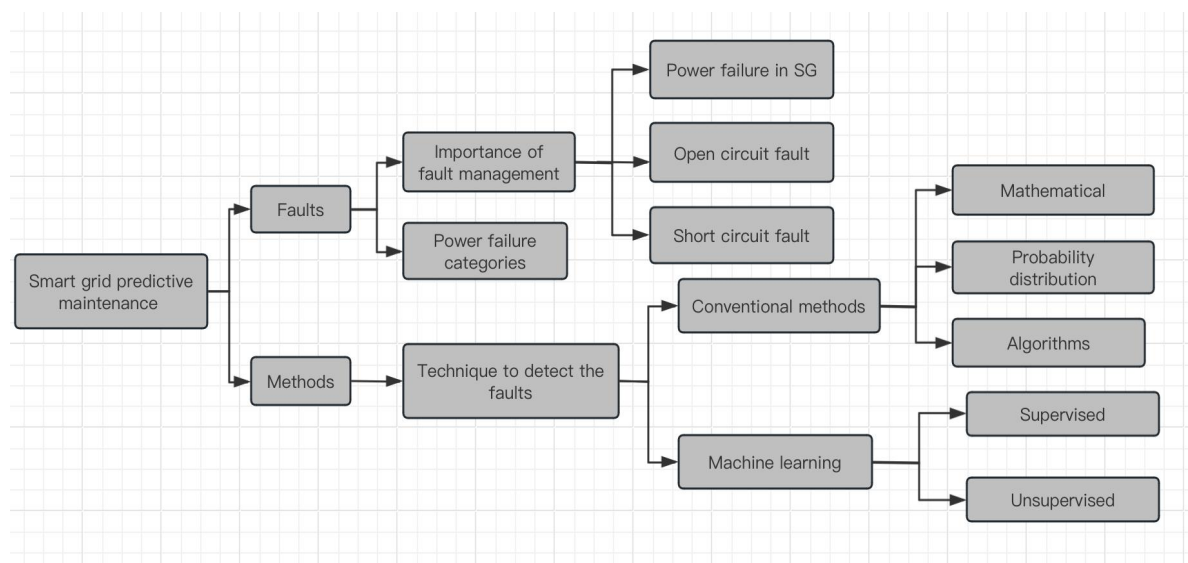 Smart grid predictive
maintenance
Faults
Methods
Importance of
fault management
Power failure
categories
Technique to detect the
faults
Power failure in SG
Open circuit fault
Short circuit fault
Conventional methods
Machine learning
Mathematical
Probability
distribution
Algorithms
Supervised
Unsupervised